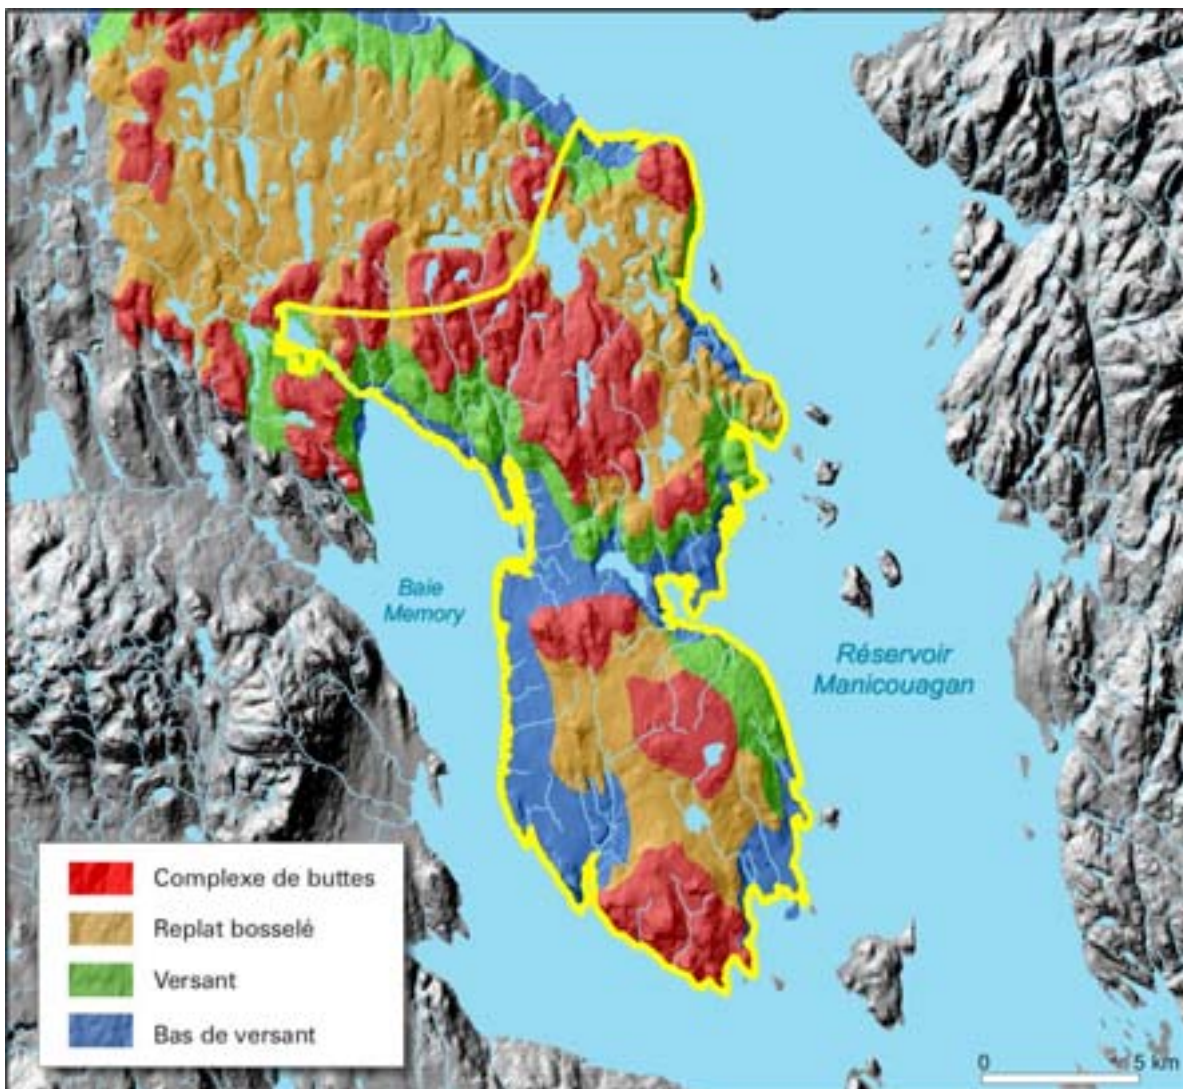 Baie
Memory
Réservoir
Manicouagan
Complexe de buttes
Replat bosselé
Versant
Bas de versant
0 5 km